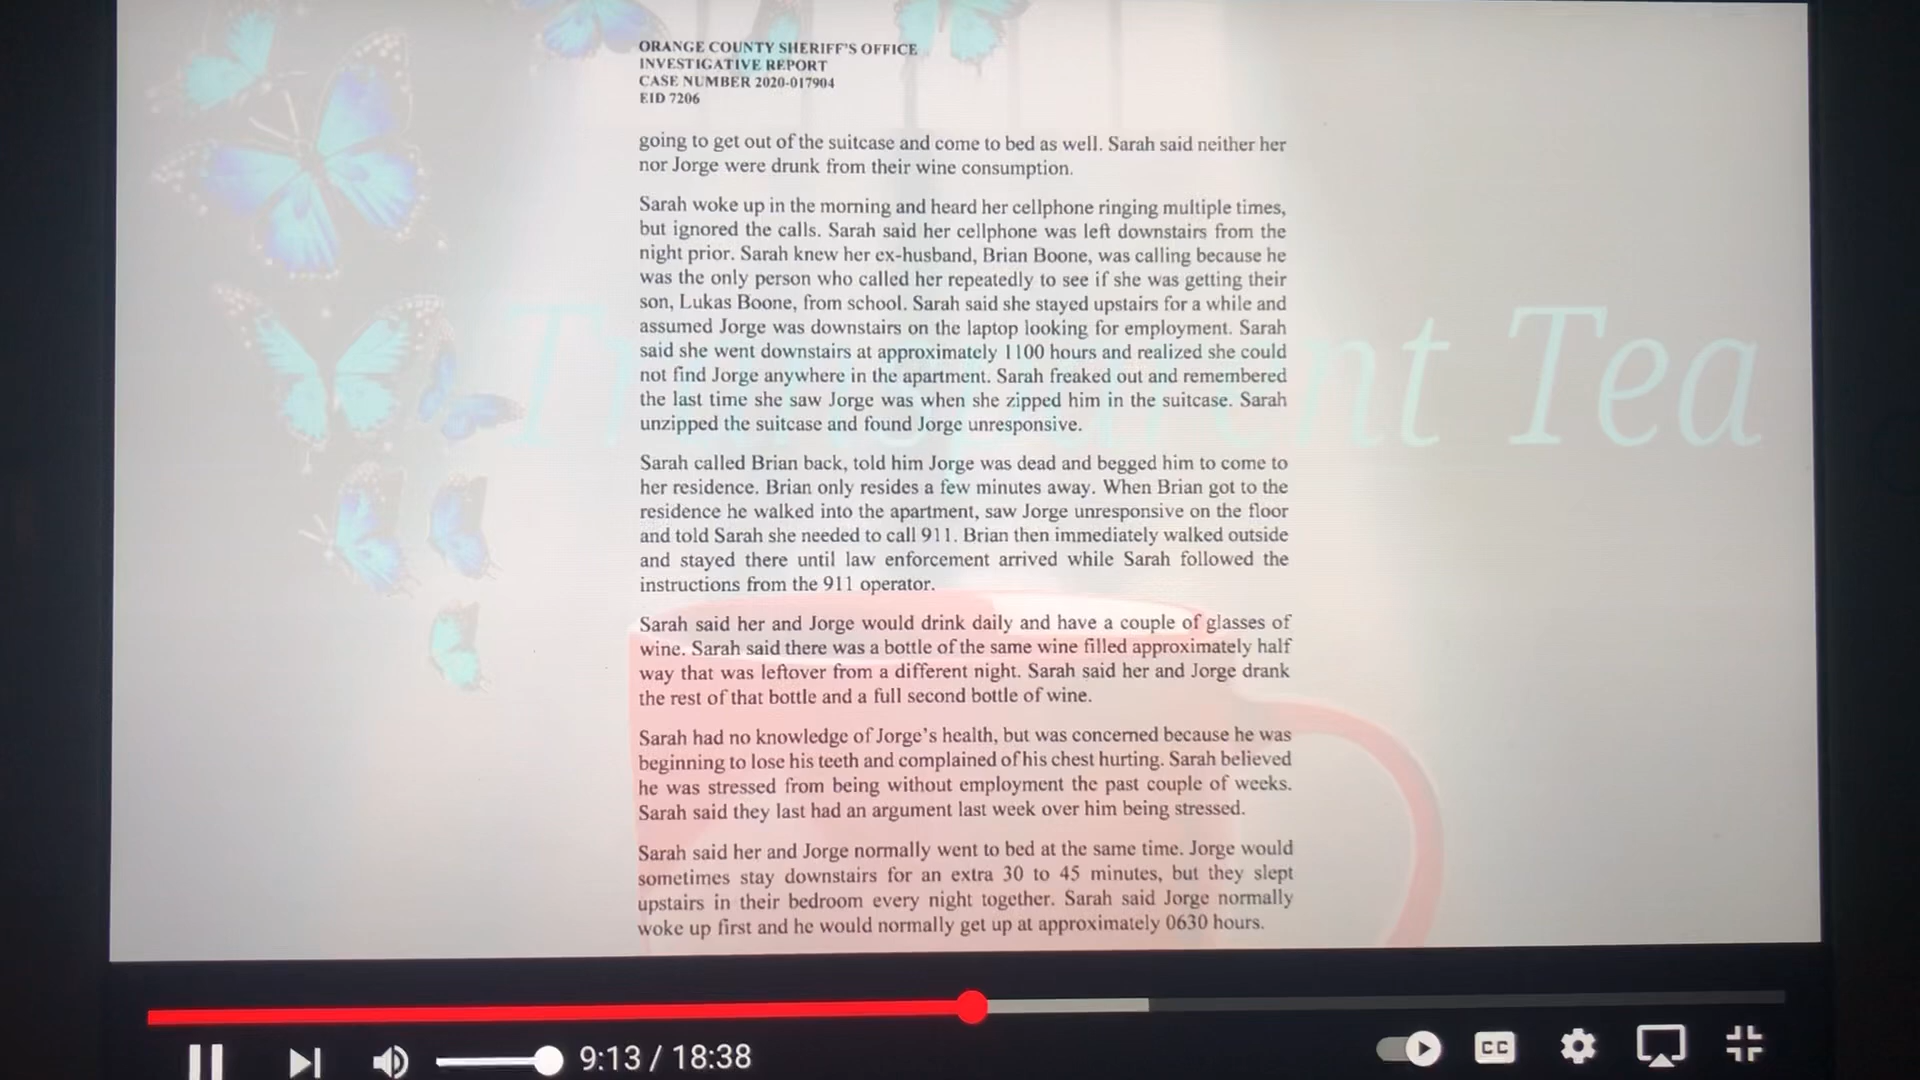 ORANGE COUNTY SHERIFF'S OFFICE
INVESTIGATIVE REPORT
CASE NUMBER 2020-017904
EID 7206
going to get out of the suitcase and come to bed as well. Sarah said neither her
nor Jorge were drunk from their wine consumption.
Sarah woke up in the morning and heard her cellphone ringing multiple times,
but ignored the calls. Sarah said her cellphone was left downstairs from the
night prior. Sarah knew her ex-husband, Brian Boone, was calling because he
was the only person who called her repeatedly to see if she was getting their
son, Lukas Boone, from school. Sarah said she stayed upstairs for a while and
assumed Jorge was downstairs on the laptop looking for employment. Sarah
said she went downstairs at approximately 1100 hours and realized she could
not find Jorge anywhere in the apartment. Sarah freaked out and remembered
the last time she saw Jorge was when she zipped him in the suitcase. Sarah
unzipped the suitcase and found Jorge unresponsive.
Sarah called Brian back, told him Jorge was dead and begged him to come to
her residence. Brian only resides a few minutes away. When Brian got to the
residence he walked into the apartment, saw Jorge unresponsive on the floor
and told Sarah she needed to call 911. Brian then immediately walked outside
and stayed there until law enforcement arrived while Sarah followed the
instructions from the 911 operator.
Sarah said her and Jorge would drink daily and have a couple of glasses of
wine. Sarah said there was a bottle of the same wine filled approximately half
way that was leftover from a different night. Sarah said her and Jorge drank
the rest of that bottle and a full second bottle of wine.
Sarah had no knowledge of Jorge's health, but was concerned because he was
beginning to lose his teeth and complained of his chest hurting. Sarah believed
he was stressed from being without employment the past couple of weeks.
Sarah said they last had an argument last week over him being stressed.
Sarah said her and Jorge normally went to bed at the same time. Jorge would
sometimes stay downstairs for an extra 30 to 45 minutes, but they slept
upstairs in their bedroom every night together. Sarah said Jorge normally
woke up first and he would normally get up at approximately 0630 hours.
Tea
9:13 / 18:38
CC